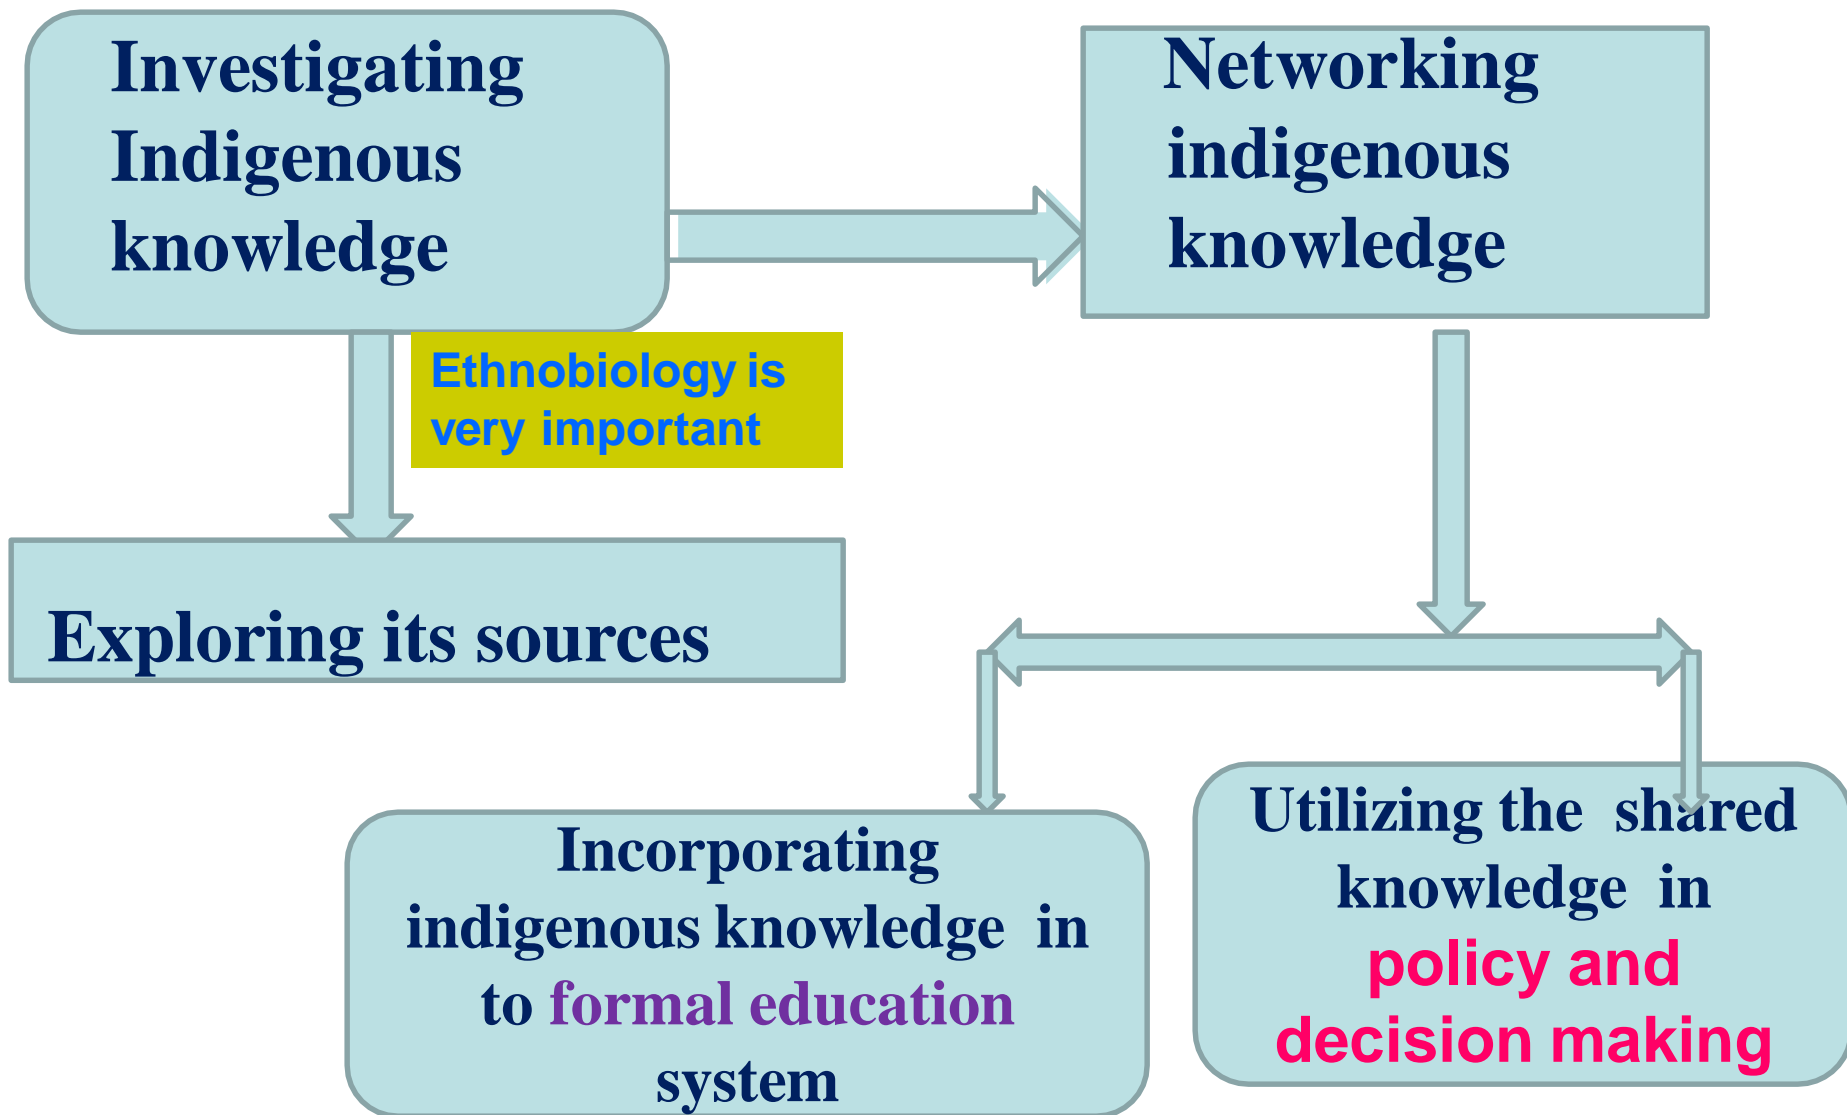 Investigating
Indigenous
knowledge
Networking
indigenous
knowledge
Ethnobiology is
very important
Exploring its sources
Incorporating
indigenous knowledge in
to formal education
system
Utilizing the shared
knowledge in
policy and
decision making